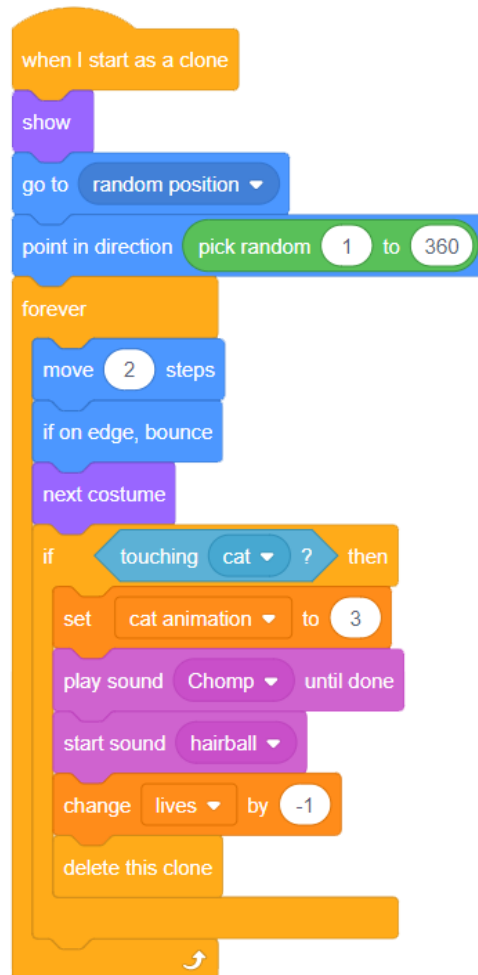 when I start as a clone
show
go to random position
point in direction pick random 1 to 360
forever
move 2 steps
if on edge, bounce
next costume
if touching cat ? then
set cat animation to 3
play sound Chomp until done
start sound hairball
change lives by -1
delete this clone